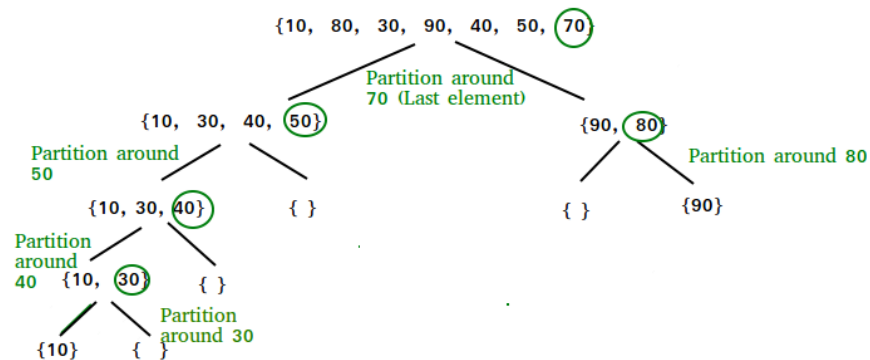 {10, 80, 30, 90, 40, 50, 70}
Partition around
70 (Last element)
{10, 30, 40, 50}
{90, 80}
Partition around
50
Partition around 80
{10, 30, 40}
{ }
{ }
{90}
Partition
around
40
{10, 30}
{ }
Partition
around 30
{10}
{ }